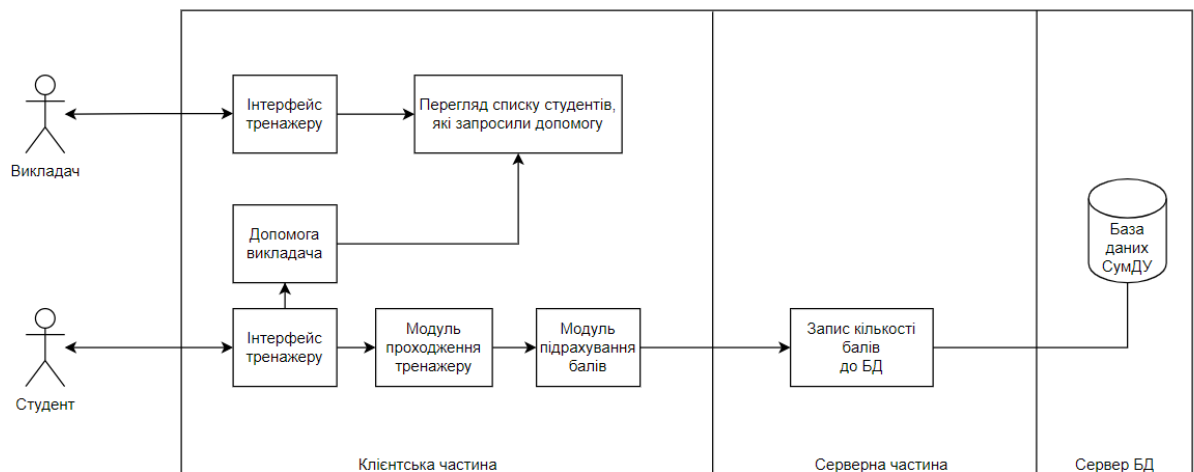 Інтерфейс
тренажеру
Перегляд списку студентів,
які запросили допомогу
Викладач
Допомога
викладача
База
даних
СумДУ
Інтерфейс
тренажеру
Модуль
проходження
тренажеру
Модуль
підрахування
балів
Запис кількості
балів
до БД
Студент
Клієнтська частина
Серверна частина
Сервер БД